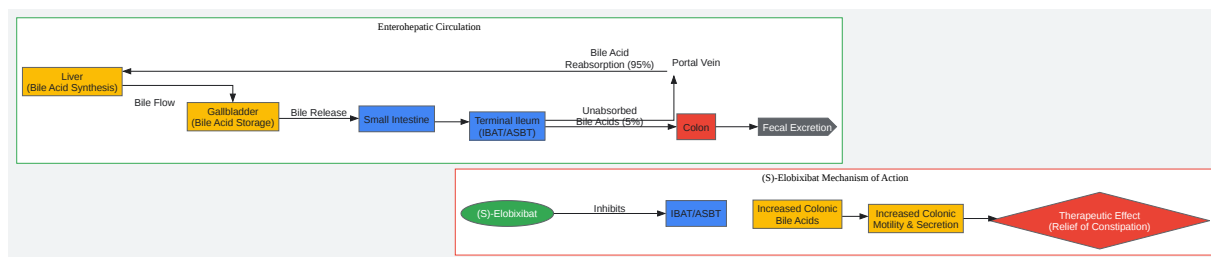 Enterohepatic Circulation
Bile Acid
Reabsorption (95%)
Portal Vein
Liver
(Bile Acid Synthesis)
Bile Flow
Gallbladder
(Bile Acid Storage)
Bile Release
Small Intestine
Terminal Ileum
(IBAT/ASBT)
Unabsorbed
Bile Acids (5%)
Colon
Fecal Excretion
(S)-Elobixibat Mechanism of Action
(S)-Elobixibat
Inhibits
IBAT/ASBT
Increased Colonic
Bile Acids
Increased Colonic
Motility & Secretion
Therapeutic Effect
(Relief of Constipation)